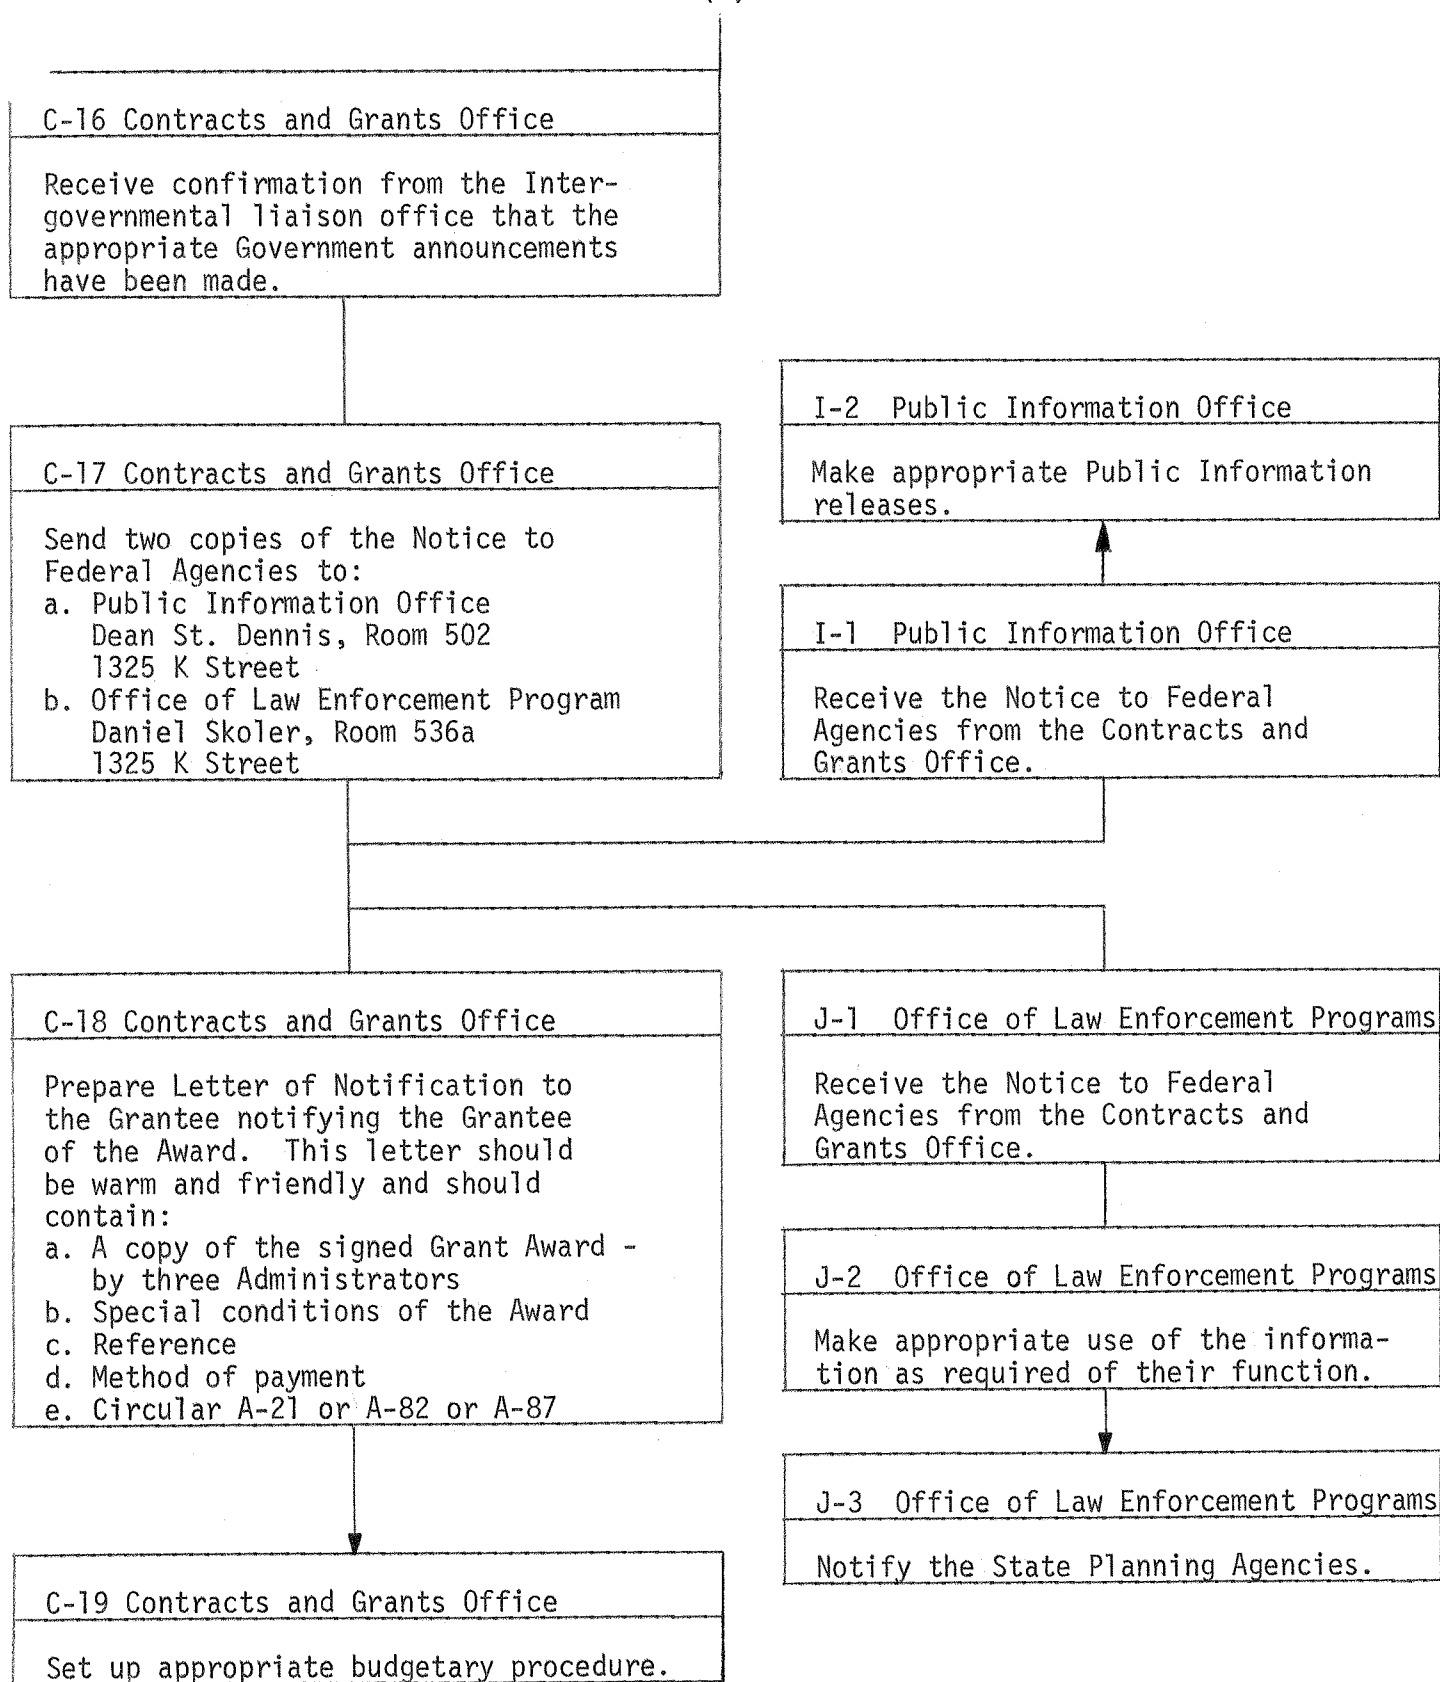 C-16 Contracts and Grants Office
Receive confirmation from the Inter-
governmental liaison office that the
appropriate Government announcements
have been made.
C-17 Contracts and Grants Office
Send two copies of the Notice to
Federal Agencies to:
a. Public Information Office
Dean St. Dennis, Room 502
1325 K Street
b. Office of Law Enforcement Program
Daniel Skoler, Room 536a
1325 K Street
I-2 Public Information Office
Make appropriate Public Information
releases.
I-1 Public Information Office
Receive the Notice to Federal
Agencies from the Contracts and
Grants Office.
C-18 Contracts and Grants Office
Prepare Letter of Notification to
the Grantee notifying the Grantee
of the Award. This letter should
be warm and friendly and should
contain:
a. A copy of the signed Grant Award -
by three Administrators
b. Special conditions of the Award
c. Reference
d. Method of payment
e. Circular A-21 or A-82 or A-87
J-1 Office of Law Enforcement Programs
Receive the Notice to Federal
Agencies from the Contracts and
Grants Office.
J-2 Office of Law Enforcement Programs
Make appropriate use of the informa-
tion as required of their function.
J-3 Office of Law Enforcement Programs
Notify the State Planning Agencies.
C-19 Contracts and Grants Office
Set up appropriate budgetary procedure.